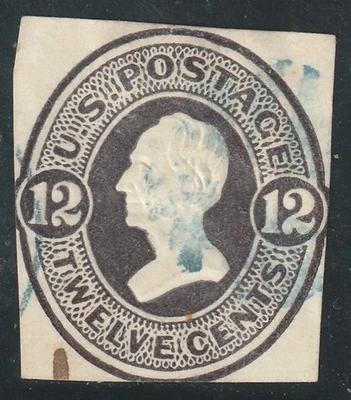 U.S. POSTAGE
12 12
TWELVE CENTS